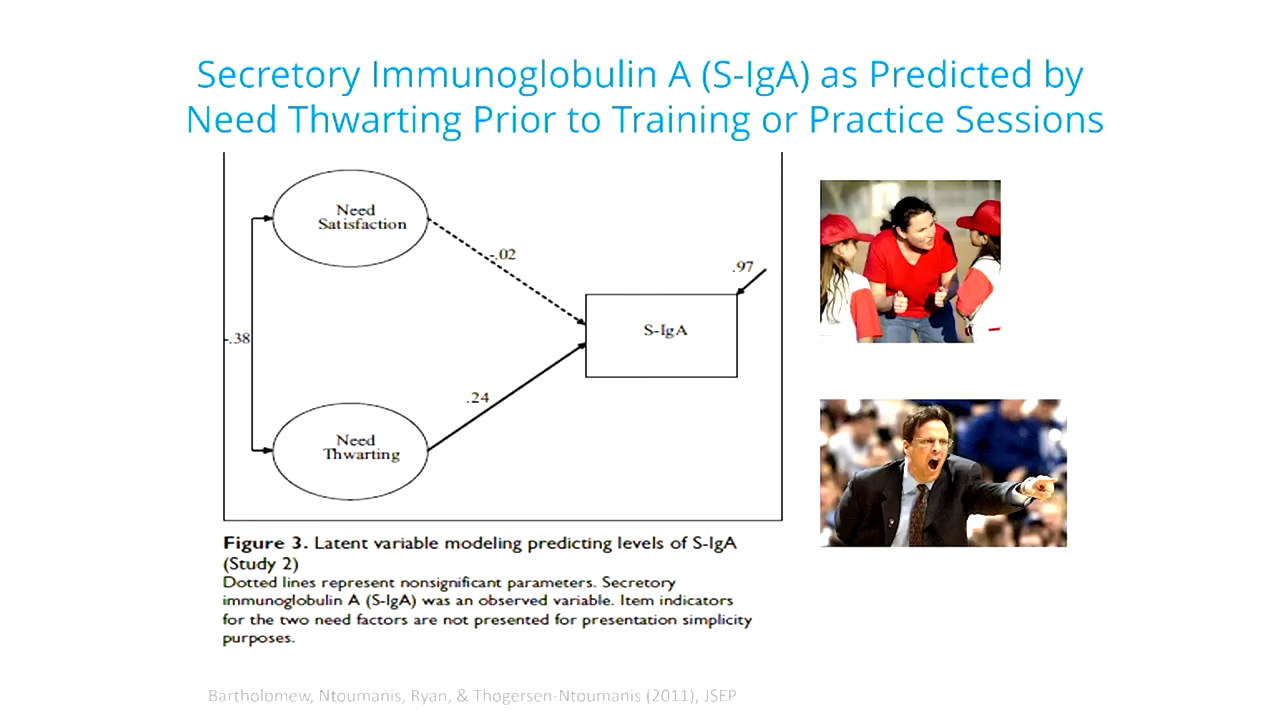 Secretory Immunoglobulin A (S-IgA) as Predicted by
Need Thwarting Prior to Training or Practice Sessions
Need
Satisfaction
-.02
.97
S-IgA
-.38
.24
Need
Thwarting
Figure 3. Latent variable modeling predicting levels of S-IgA
(Study 2)
Dotted lines represent nonsignificant parameters. Secretory
immunoglobulin A (S-IgA) was an observed variable. Item indicators
for the two need factors are not presented for presentation simplicity
purposes.
Bartholomew, Ntoumanis, Ryan, & Thogersen-Ntoumanis (2011), JSEP